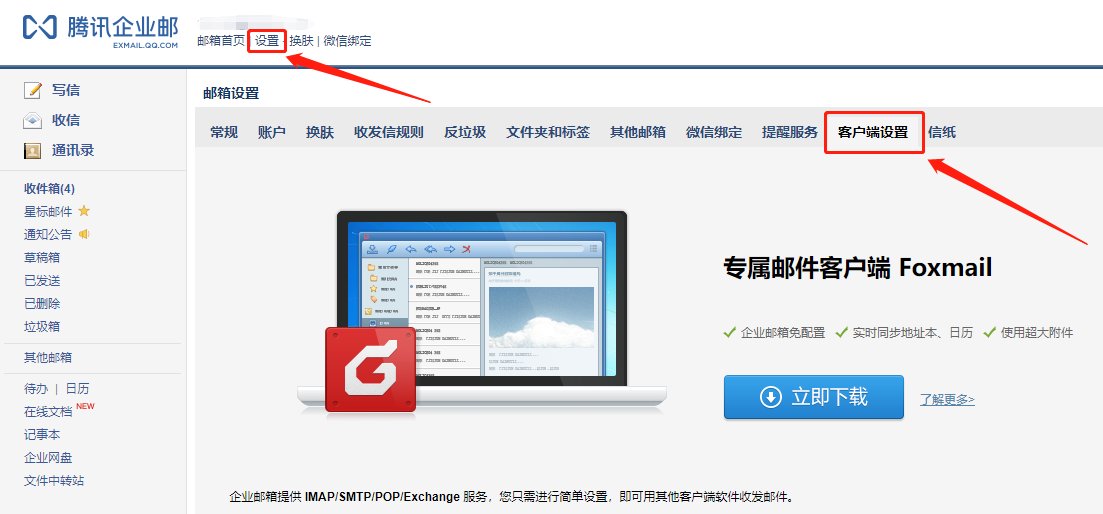 腾讯企业邮
EXMAIL.QQ.COM
邮箱首页 | 设置 - 换肤 | 微信绑定
写信
收信
通讯录
收件箱(4)
星标邮件
通知公告
草稿箱
已发送
已删除
垃圾箱
其他邮箱
待办 | 日历
在线文档 NEW
记事本
企业网盘
文件中转站
邮箱设置
常规 账户 换肤 收发信规则 反垃圾 文件夹和标签 其他邮箱 微信绑定 提醒服务 客户端设置 信纸
专属邮件客户端 Foxmail
企业邮箱免配置 实时同步地址本、日历 使用超大附件
立即下载 了解更多>
企业邮箱提供 IMAP/SMTP/POP/Exchange 服务，您只需进行简单设置，即可用其他客户端软件收发邮件。